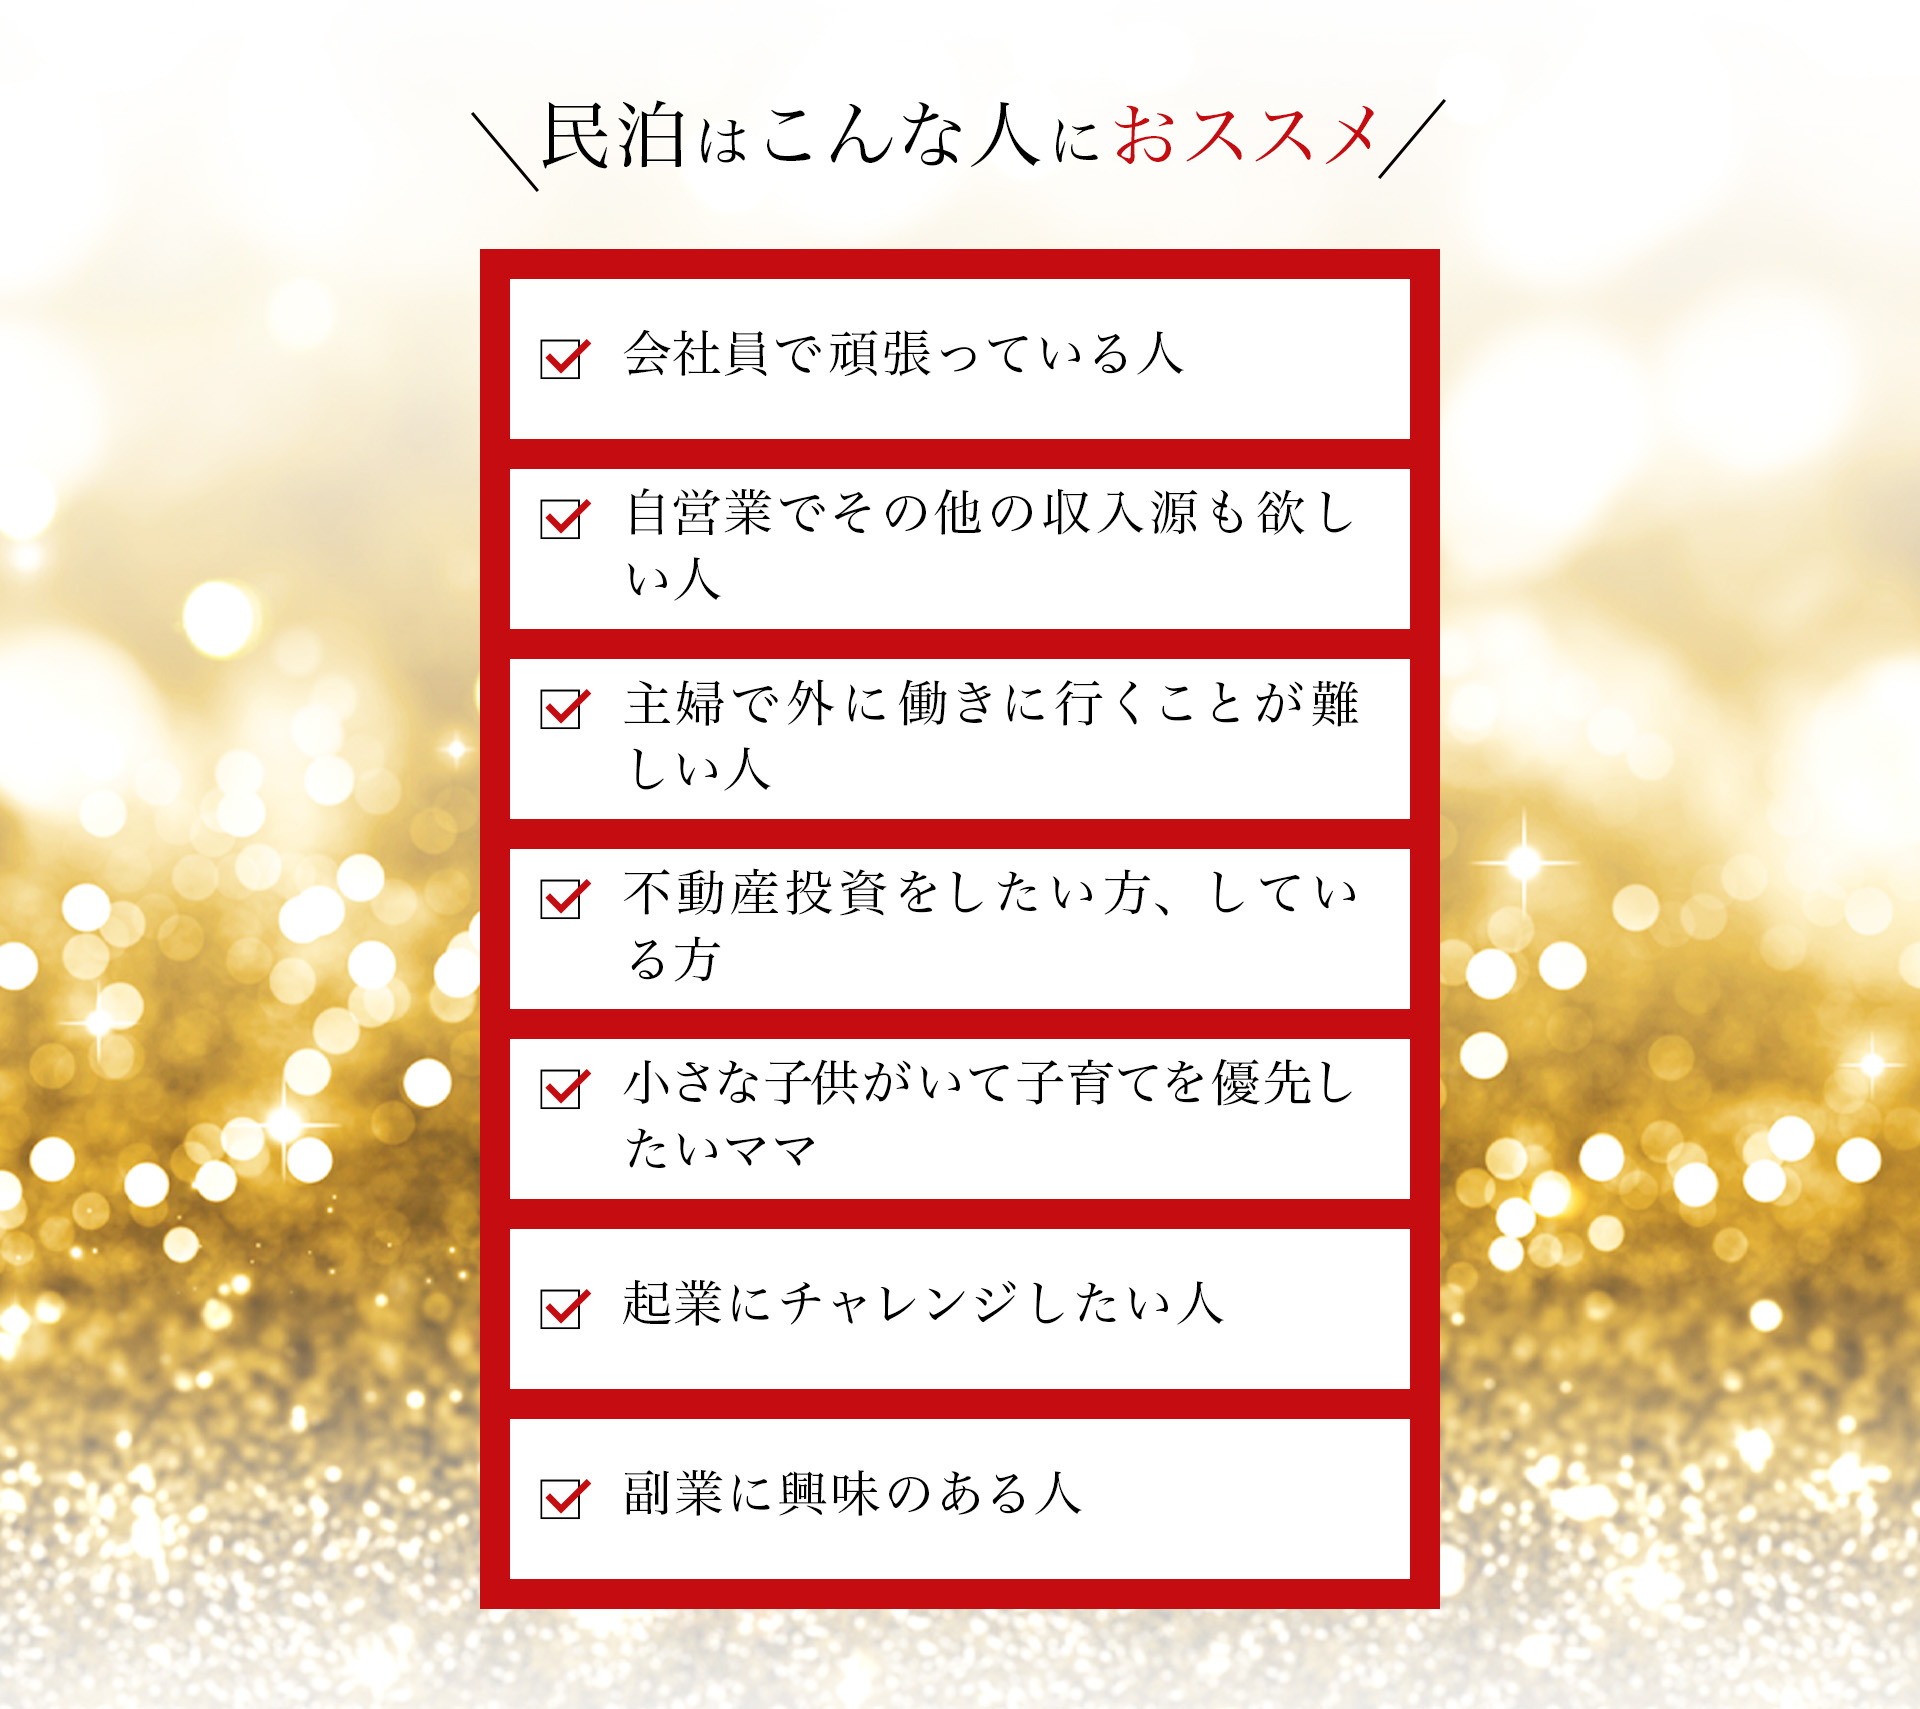 民泊はこんな人におススメ
会社員で頑張っている人
自営業でその他の収入源も欲し
い人
主婦で外に働きに行くことが難
しい人
不動産投資をしたい方、してい
る方
小さな子供がいて子育てを優先し
たいママ
起業にチャレンジしたい人
副業に興味のある人